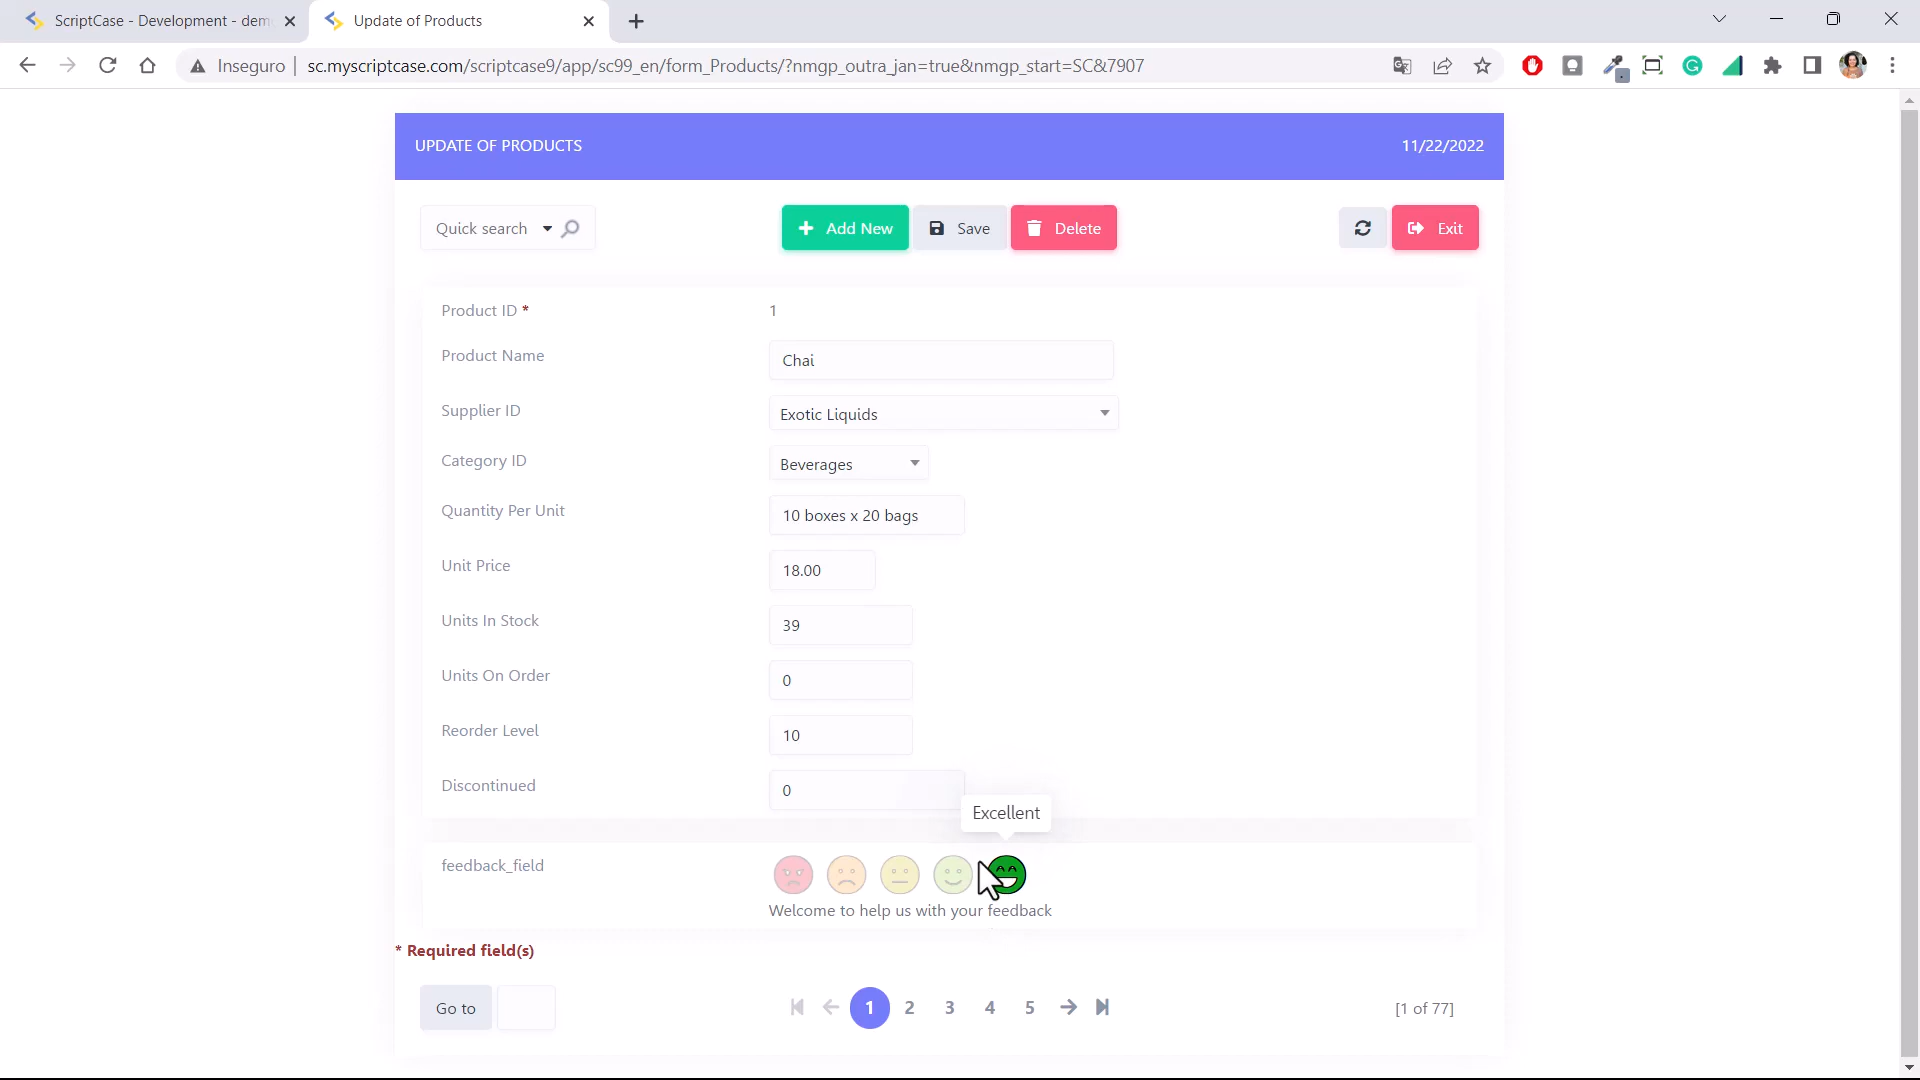 ScriptCase - Development - dem
Update of Products
Inseguro
sc.myscriptcase.com/scriptcase9/app/sc99_en/form_Products/?nmgp_outra_jan=true&nmgp_start=SC&7907
UPDATE OF PRODUCTS 11/22/2022
Quick search Add New Save Delete Exit
Product ID * 1
Product Name Chai
Supplier ID Exotic Liquids
Category ID Beverages
Quantity Per Unit 10 boxes x 20 bags
Unit Price 18.00
Units In Stock 39
Units On Order 0
Reorder Level 10
Discontinued 0
Excellent
feedback_field
Welcome to help us with your feedback
* Required field(s)
Go to 1 2 3 4 5 [1 of 77]